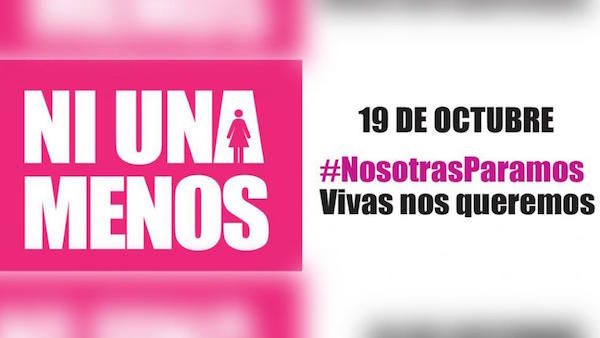 NI UNA
MENOS
19 DE OCTUBRE
#NosotrasParamos
Vivas nos queremos